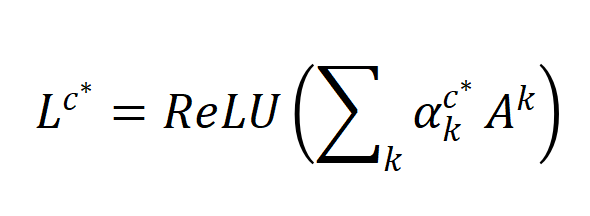 L^{c^*} = ReLU(∑_k α_k^{c^*} A^k)